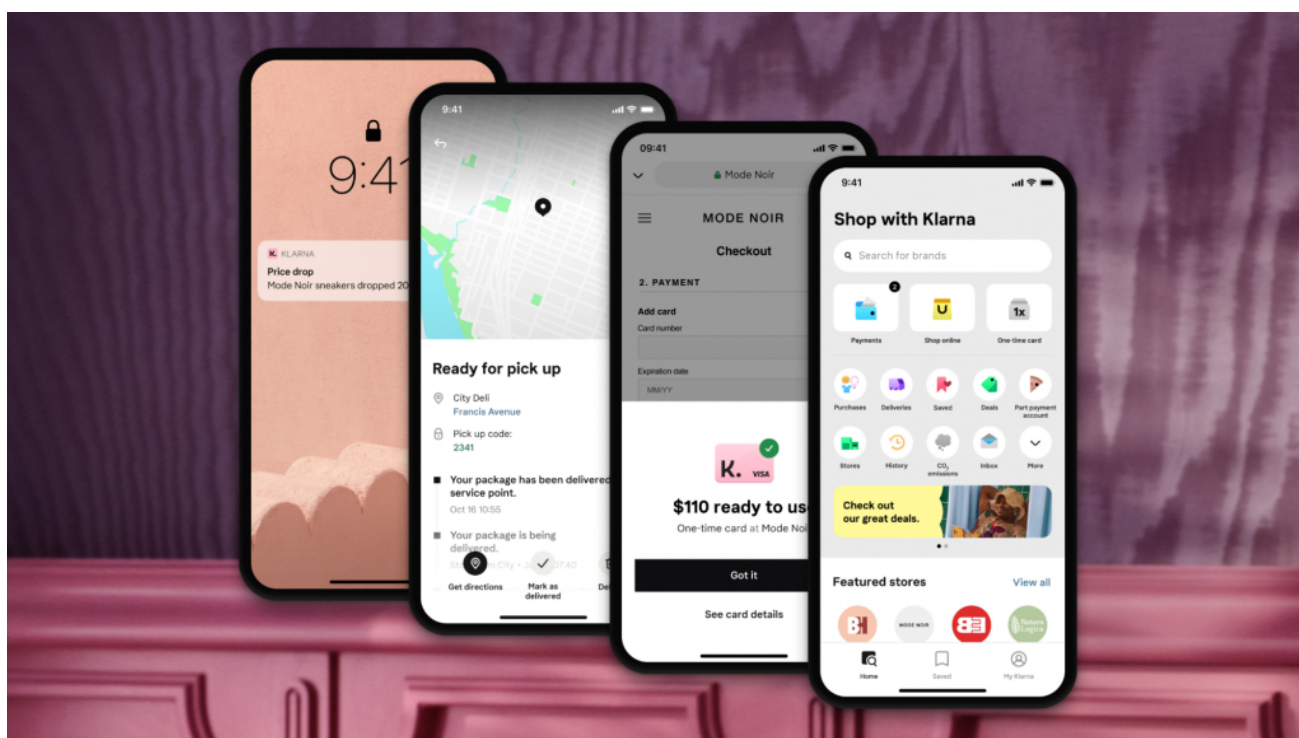 9:41
K. KLARNA
Price drop
Mode Noir sneakers dropped 20
9:41
Ready for pick up
City Deli
Francis Avenue
Pick up code:
2341
Your package has been delivered
service point.
Oct 16 10:55
Your package is being
delivered.
Get directions
Mark as
delivered
09:41
Mode Noir
MODE NOIR
Checkout
2. PAYMENT
Add card
Card number
Expiration date
MM/YY
K. VISA
$110 ready to us
One-time card at Mode Noi
Got it
See card details
9:41
Shop with Klarna
Search for brands
2
1x
Payments
Shop online
One-time card
Purchases
Deliveries
Saved
Deals
Part payment
account
Stores
History
CO₂
emissions
Inbox
More
Check out
our great deals.
Featured stores
View all
BH
MODE NOIR
Nature
Logica
Home
Saved
My Klarna